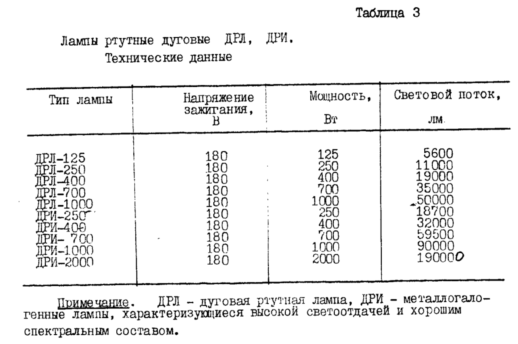 Таблица 3
Лампы ртутные дуговые ДРЛ, ДРИ.
Технические данные
Тип лампы Напряжение зажигания, В Мощность, Вт Световой поток, лм
ДРЛ-125 180 125 5600
ДРЛ-250 180 250 11000
ДРЛ-400 180 400 19000
ДРЛ-700 180 700 35000
ДРЛ-1000 180 1000 50000
ДРИ-250 180 250 18700
ДРИ-400 180 400 32000
ДРИ-700 180 700 59500
ДРИ-1000 180 1000 90000
ДРИ-2000 180 2000 190000
Примечание. ДРЛ - дуговая ртутная лампа, ДРИ - металлогало-
генные лампы, характеризующиеся высокой светоотдачей и хорошим
спектральным составом.